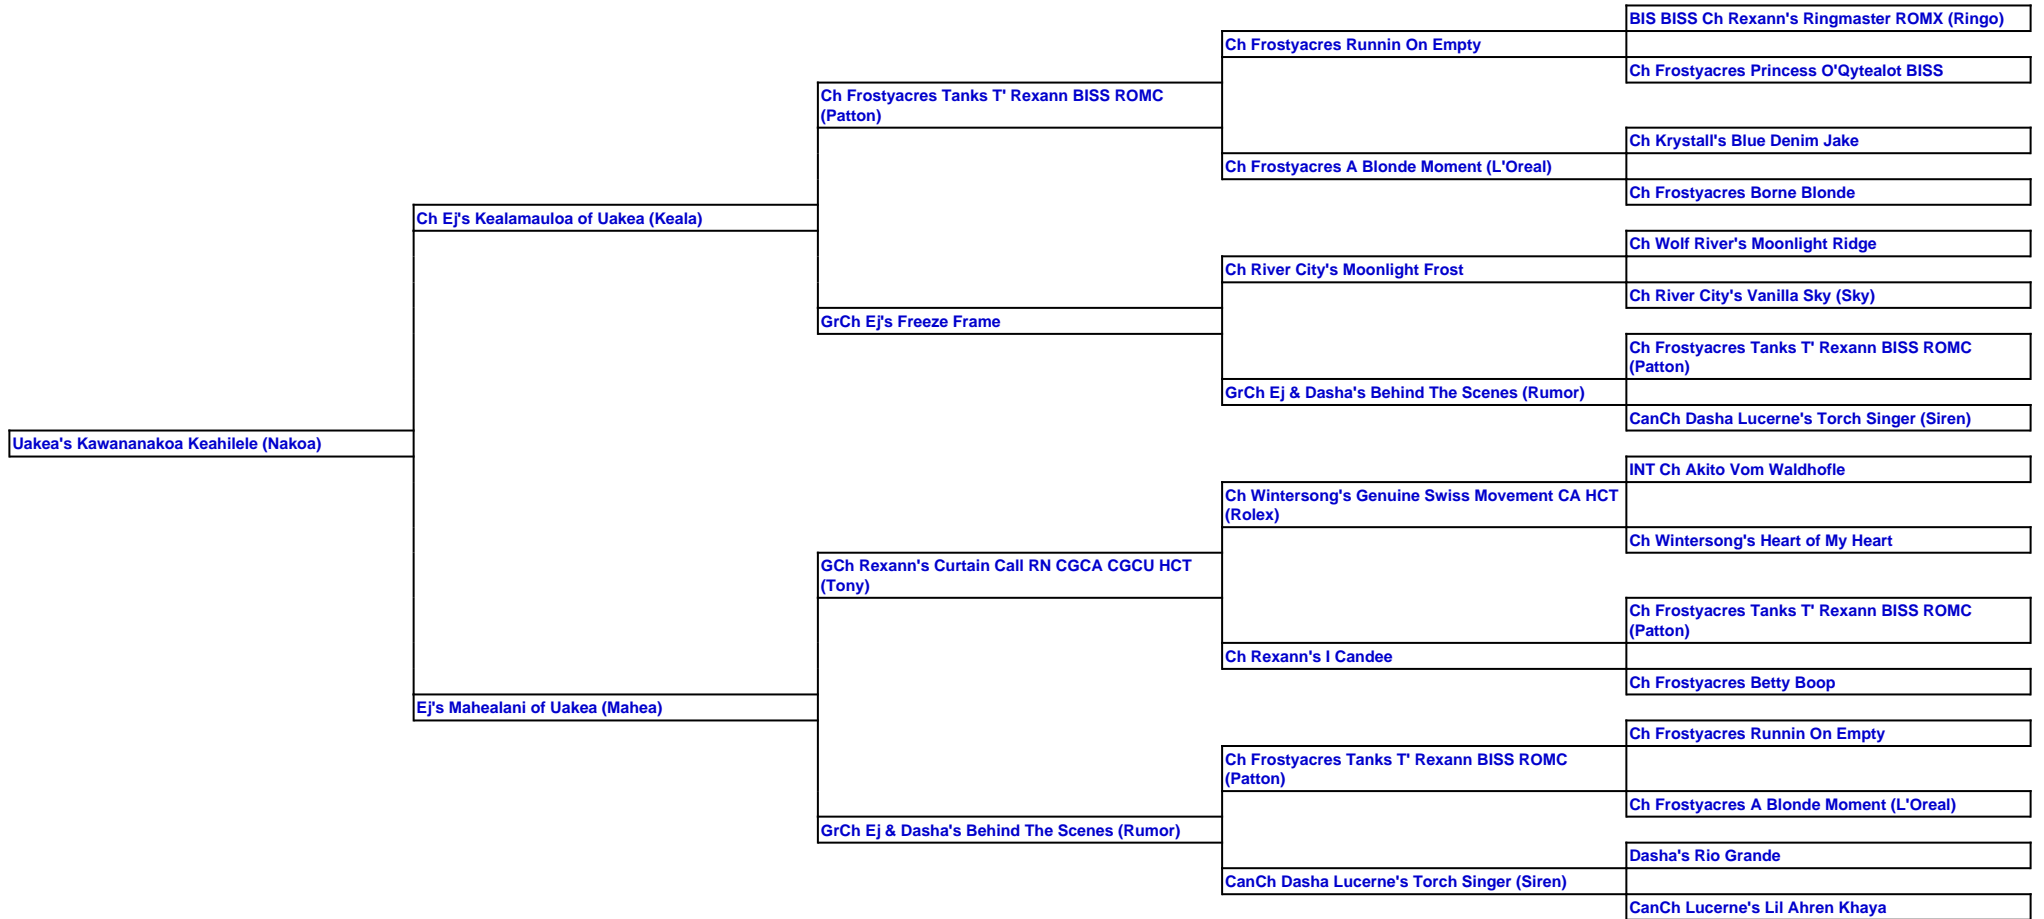 BIS BISS Ch Rexann's Ringmaster ROMX (Ringo)
Ch Frostyacres Runnin On Empty
Ch Frostyacres Princess O'Qytealot BISS
Ch Frostyacres Tanks T' Rexann BISS ROMC
(Patton)
Ch Krystall's Blue Denim Jake
Ch Frostyacres A Blonde Moment (L'Oreal)
Ch Frostyacres Borne Blonde
Ch Ej's Kealamauloa of Uakea (Keala)
Ch Wolf River's Moonlight Ridge
Ch River City's Moonlight Frost
Ch River City's Vanilla Sky (Sky)
GrCh Ej's Freeze Frame
Ch Frostyacres Tanks T' Rexann BISS ROMC
(Patton)
GrCh Ej & Dasha's Behind The Scenes (Rumor)
CanCh Dasha Lucerne's Torch Singer (Siren)
Uakea's Kawananakoa Keahilele (Nakoa)
INT Ch Akito Vom Waldhofle
Ch Wintersong's Genuine Swiss Movement CA HCT
(Rolex)
Ch Wintersong's Heart of My Heart
GCh Rexann's Curtain Call RN CGCA CGCU HCT
(Tony)
Ch Frostyacres Tanks T' Rexann BISS ROMC
(Patton)
Ch Rexann's I Candee
Ch Frostyacres Betty Boop
Ej's Mahealani of Uakea (Mahea)
Ch Frostyacres Runnin On Empty
Ch Frostyacres Tanks T' Rexann BISS ROMC
(Patton)
Ch Frostyacres A Blonde Moment (L'Oreal)
GrCh Ej & Dasha's Behind The Scenes (Rumor)
Dasha's Rio Grande
CanCh Dasha Lucerne's Torch Singer (Siren)
CanCh Lucerne's Lil Ahren Khaya